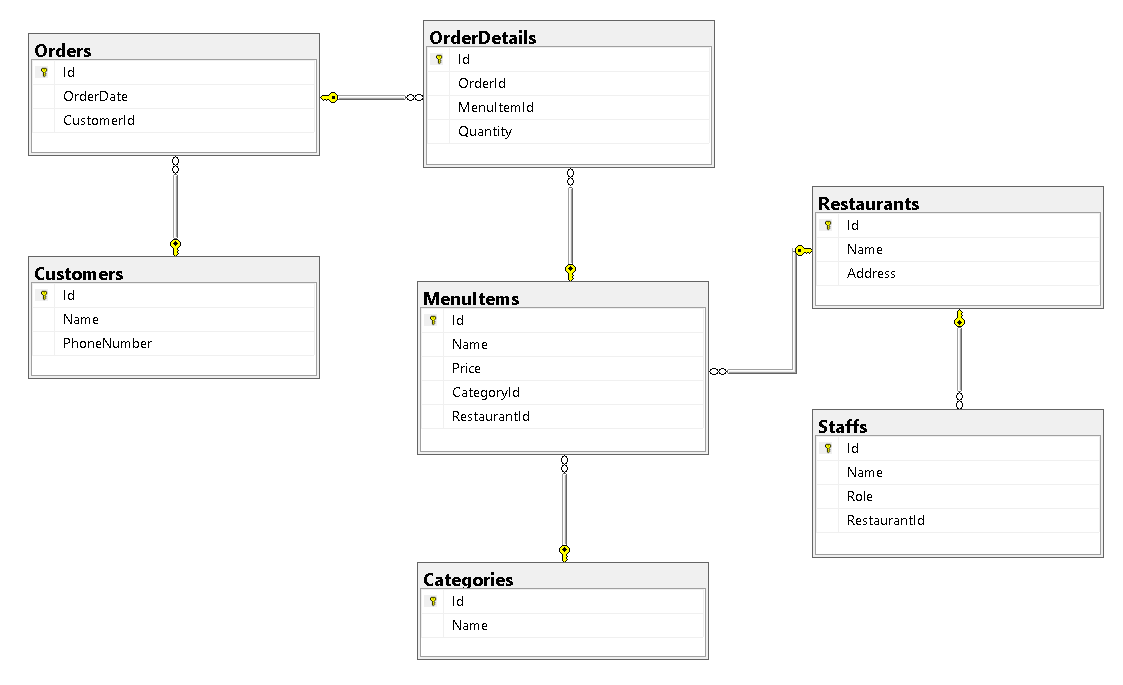 Orders
Id
OrderDate
CustomerId
OrderDetails
Id
OrderId
MenuItemId
Quantity
Customers
Id
Name
PhoneNumber
MenuItems
Id
Name
Price
CategoryId
RestaurantId
Restaurants
Id
Name
Address
Staffs
Id
Name
Role
RestaurantId
Categories
Id
Name